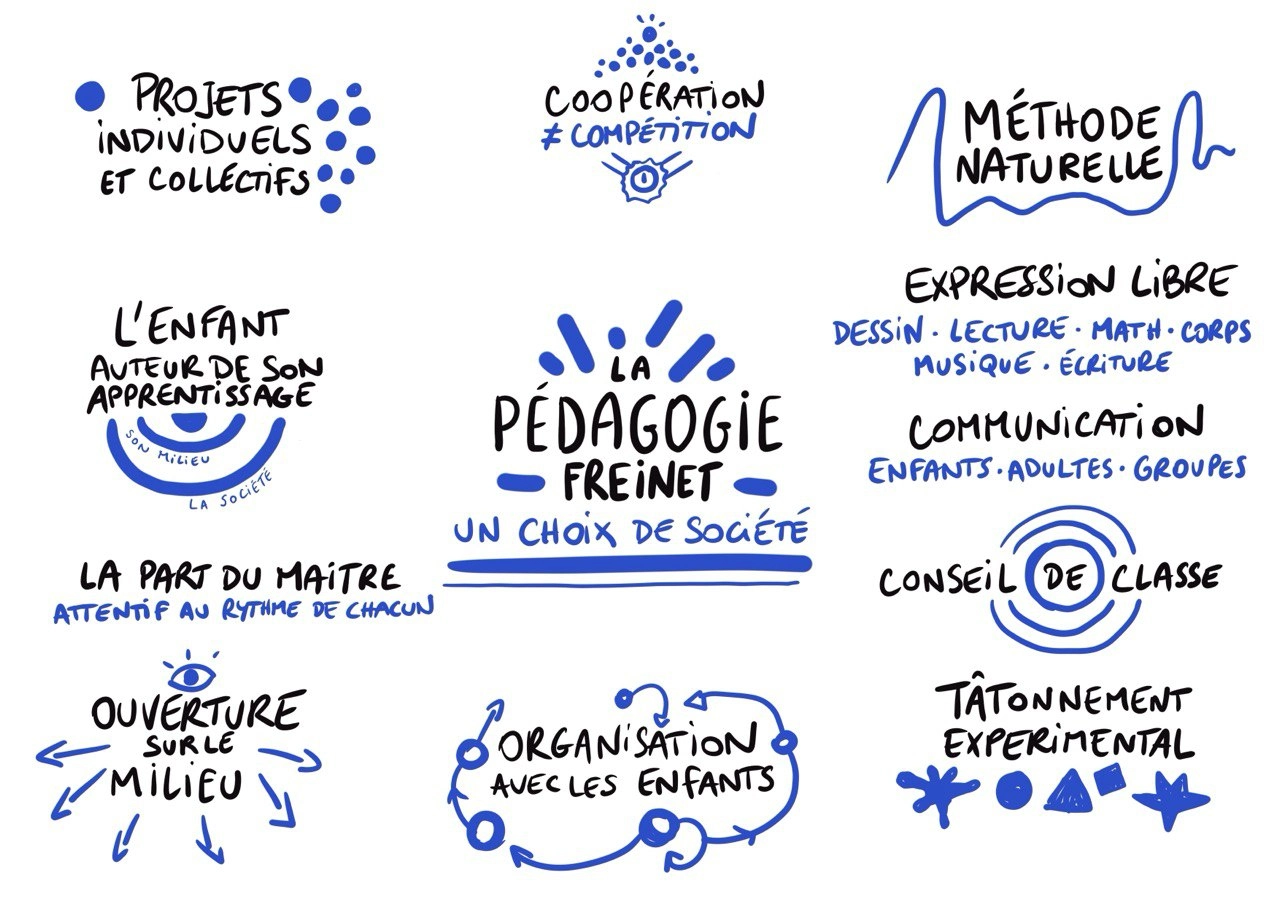 PROJETS
INDIVIDUELS
ET COLLECTIFS
COOPÉRATION
≠ COMPÉTITION
MÉTHODE
NATURELLE
L'ENFANT
AUTEUR DE SON
APPRENTISSAGE
SON MILIEU
LA SOCIÉTÉ
LA
PÉDAGOGIE
FREINET
UN CHOIX DE SOCIÉTÉ
EXPRESSION LIBRE
DESSIN · LECTURE · MATH · CORPS
MUSIQUE · ÉCRITURE
COMMUNICATION
ENFANTS · ADULTES · GROUPES
LA PART DU MAITRE
ATTENTIF AU RYTHME DE CHACUN
CONSEIL DE CLASSE
OUVERTURE
SUR LE
MILIEU
ORGANISATION
AVEC LES ENFANTS
TÂTONNEMENT
EXPERIMENTAL
1